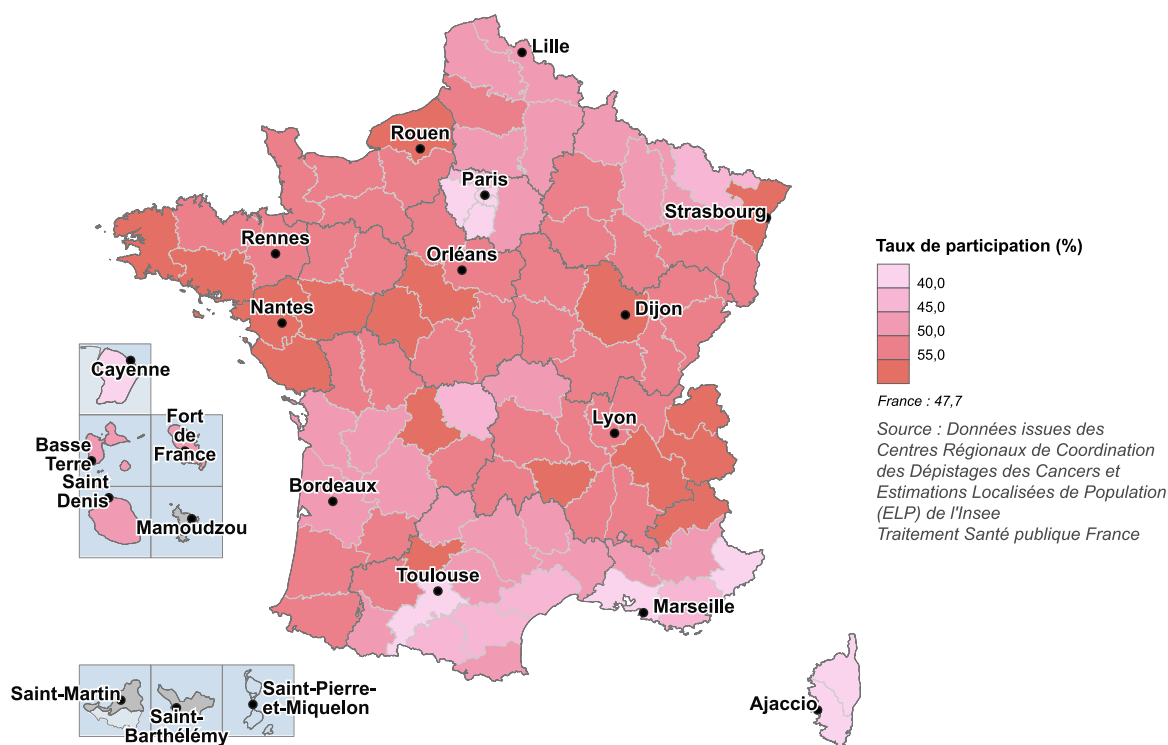 Lille
Rouen
Paris
Strasbourg
Rennes
Orléans
Nantes
Dijon
Lyon
Bordeaux
Toulouse
Marseille
Ajaccio
Cayenne
Fort
de
France
Basse
Terre
Saint
Denis
Mamoudzou
Saint-Martin
Saint-
Barthélémy
Saint-Pierre-
et-Miquelon
Taux de participation (%)
40,0
45,0
50,0
55,0
France : 47,7
Source : Données issues des
Centres Régionaux de Coordination
des Dépistages des Cancers et
Estimations Localisées de Population
(ELP) de l'Insee
Traitement Santé publique France